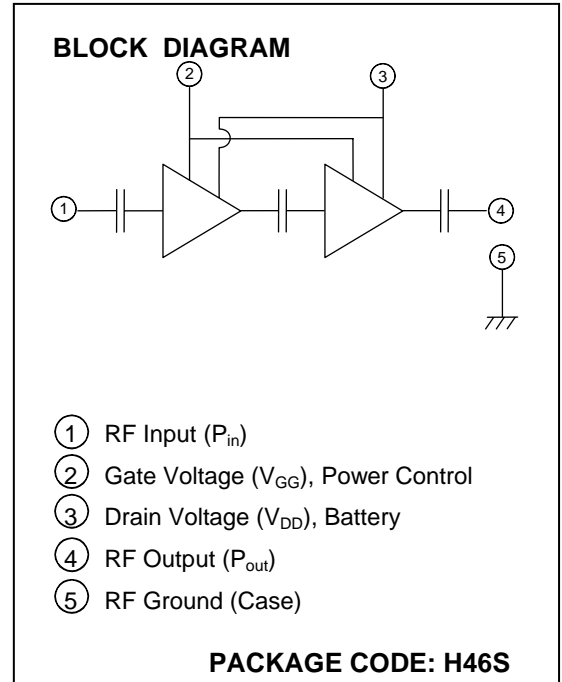 BLOCK DIAGRAM
2
3
1
4
5
1 RF Input (Pin)
2 Gate Voltage (VGG), Power Control
3 Drain Voltage (VDD), Battery
4 RF Output (Pout)
5 RF Ground (Case)
PACKAGE CODE: H46S